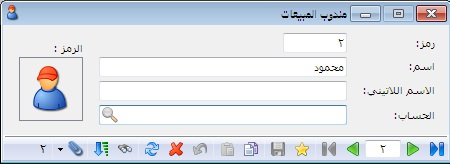 مندوب المبيعات
رمز: ٢
الرمز :
اسم: محمود
الاسم اللاتيني:
الحساب:
٢
٢